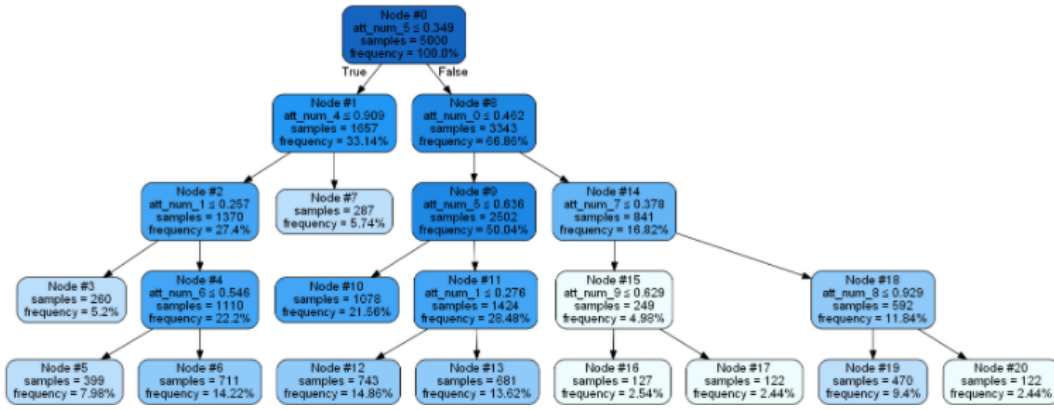 Node #0
att_num_5 ≤ 0.349
samples = 5000
frequency = 100.0%
True
False
Node #1
att_num_4 ≤ 0.909
samples = 1657
frequency = 33.14%
Node #8
att_num_0 ≤ 0.462
samples = 3343
frequency = 66.86%
Node #2
att_num_1 ≤ 0.257
samples = 1370
frequency = 27.4%
Node #7
samples = 287
frequency = 5.74%
Node #9
att_num_5 ≤ 0.636
samples = 2502
frequency = 50.04%
Node #14
att_num_7 ≤ 0.378
samples = 841
frequency = 16.82%
Node #3
samples = 260
frequency = 5.2%
Node #4
att_num_6 ≤ 0.546
samples = 1110
frequency = 22.2%
Node #10
samples = 1078
frequency = 21.56%
Node #11
att_num_1 ≤ 0.276
samples = 1424
frequency = 28.48%
Node #15
att_num_9 ≤ 0.629
samples = 249
frequency = 4.98%
Node #18
att_num_8 ≤ 0.929
samples = 592
frequency = 11.84%
Node #5
samples = 399
frequency = 7.98%
Node #6
samples = 711
frequency = 14.22%
Node #12
samples = 743
frequency = 14.86%
Node #13
samples = 681
frequency = 13.62%
Node #16
samples = 127
frequency = 2.54%
Node #17
samples = 122
frequency = 2.44%
Node #19
samples = 470
frequency = 9.4%
Node #20
samples = 122
frequency = 2.44%